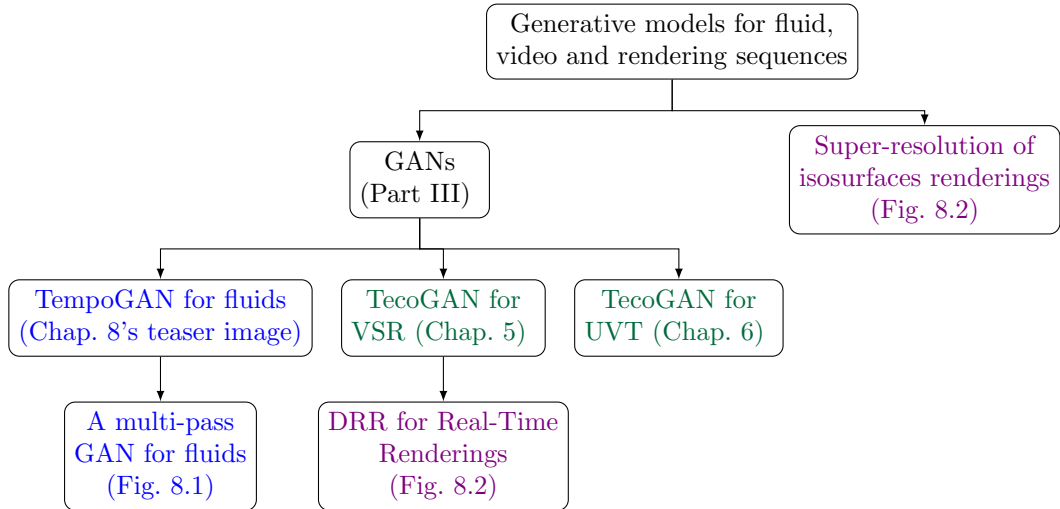 Generative models for fluid,
video and rendering sequences
GANs
(Part III)
Super-resolution of
isosurfaces renderings
(Fig. 8.2)
TempoGAN for fluids
(Chap. 8's teaser image)
TecoGAN for
VSR (Chap. 5)
TecoGAN for
UVT (Chap. 6)
A multi-pass
GAN for fluids
(Fig. 8.1)
DRR for Real-Time
Renderings
(Fig. 8.2)